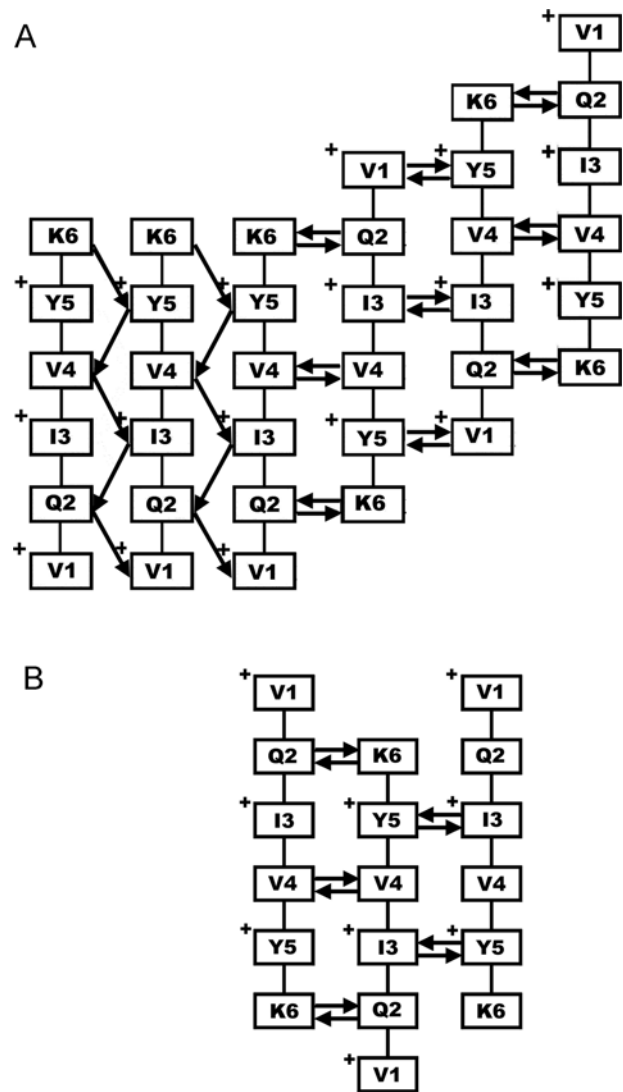 A + V1
K6 Q2
+ V1 + Y5 + I3
K6 K6 K6 Q2 V4 V4
+ Y5 + Y5 + Y5 + I3 + I3 + Y5
V4 V4 V4 V4 Q2 K6
+ I3 + I3 + I3 + Y5 + V1
Q2 Q2 Q2 K6
+ V1 + V1 + V1
B + V1 + V1
Q2 K6 Q2
+ I3 + Y5 + I3
V4 V4 V4
+ Y5 + I3 + Y5
K6 Q2 K6
+ V1